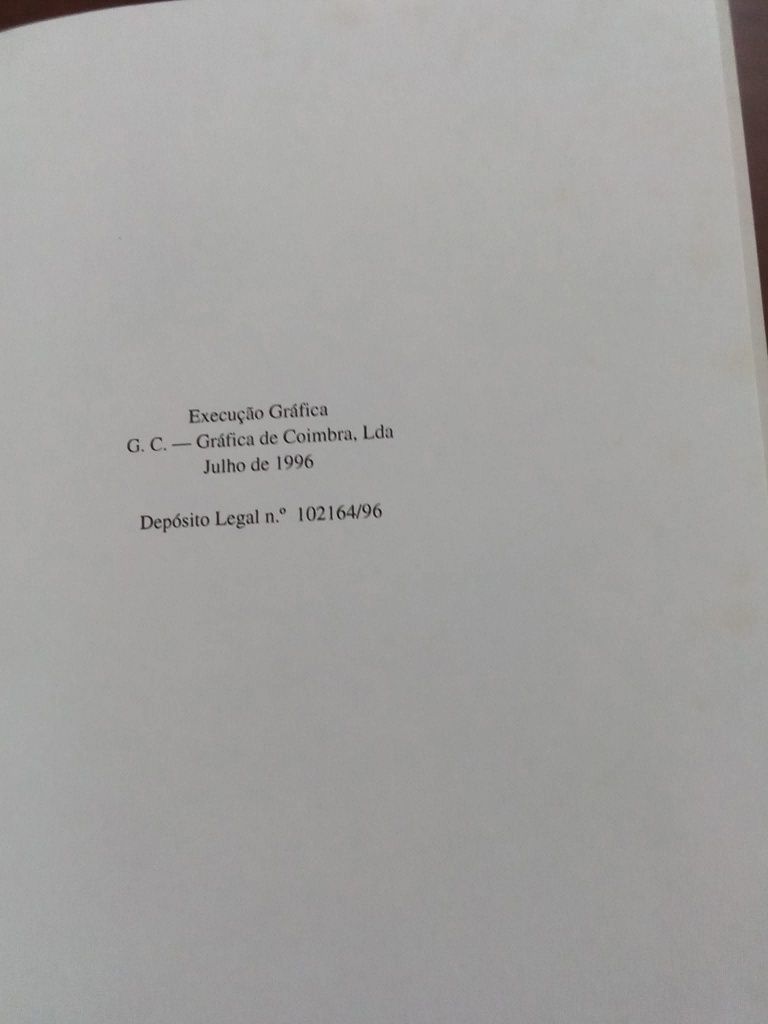 Execução Gráfica
G. C. — Gráfica de Coimbra, Lda
Julho de 1996
Depósito Legal n.º 102164/96